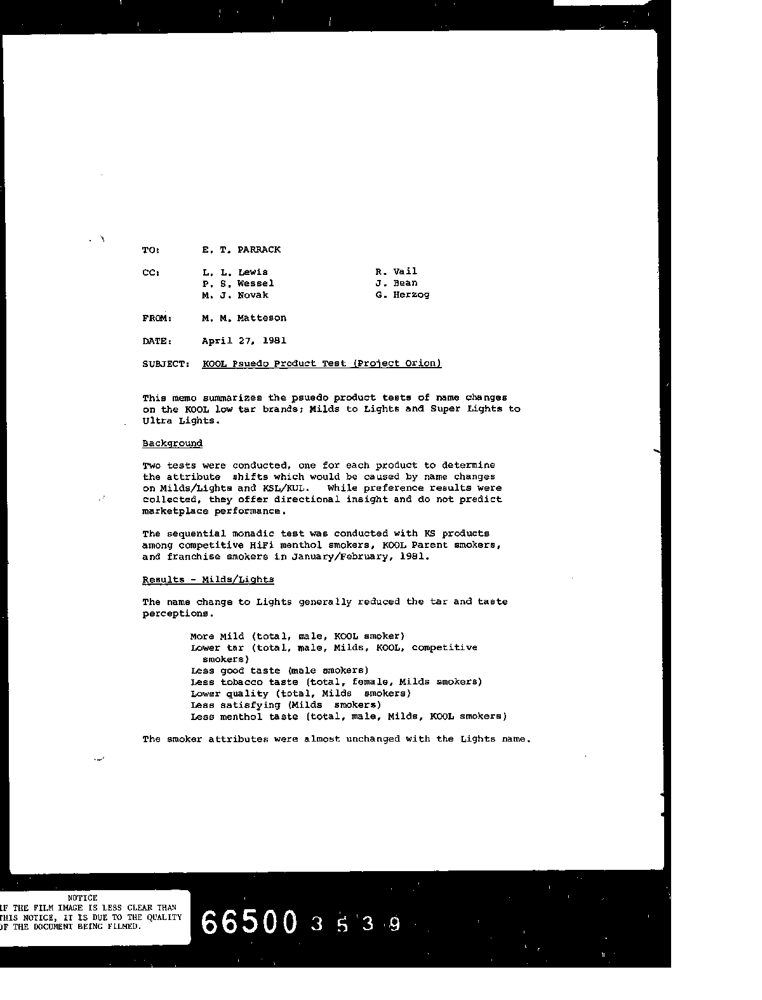 TO: E. T. PARRACK
CC: L. L. Lewis R. Vail
P. S. Wessel J. Bean
M. J. Novak G. Herzog
FROM: M. M. Matteson
DATE: April 27, 1981
SUBJECT: KOOL Psuedo Product Test (Project Orion)
This memo summarizes the psuedo product tests of name changes
on the KOOL low tar brands; Milds to Lights and Super Lights to
Ultra Lights.
Background
Two tests were conducted, one for each product to determine
the attribute shifts which would be caused by name changes
on Milds/Lights and KSL/KUL. While preference results were
collected, they offer directional insight and do not predict
marketplace performance.
The sequential monadic test was conducted with KS products
among competitive HiFi menthol smokers, KOOL Parent smokers,
and franchise smokers in January/February, 1981.
Results - Milds/Lights
The name change to Lights generally reduced the tar and taste
perceptions.
More Mild (total, male, KOOL smoker)
Lower tar (total, male, Milds, KOOL, competitive
smokers)
Less good taste (male smokers)
Less tobacco taste (total, female, Milds smokers)
Lower quality (total, Milds smokers)
Less satisfying (Milds smokers)
Less menthol taste (total, male, Milds, KOOL smokers)
The smoker attributes were almost unchanged with the Lights name.
NOTICE
IF THE FILM IMAGE IS LESS CLEAR THAN
THIS NOTICE, IT IS DUE TO THE QUALITY
OF THE DOCUMENT BEING FILMED.
66500 3539